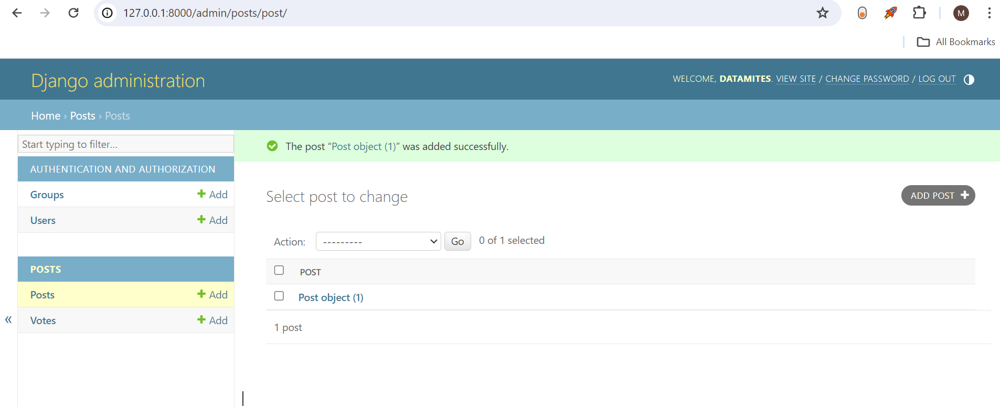 127.0.0.1:8000/admin/posts/post/
M
All Bookmarks
Django administration
WELCOME, DATAMITES. VIEW SITE / CHANGE PASSWORD / LOG OUT
Home › Posts › Posts
Start typing to filter...
The post “Post object (1)” was added successfully.
AUTHENTICATION AND AUTHORIZATION
Groups + Add
Users + Add
POSTS
Posts + Add
Votes + Add
«
Select post to change
ADD POST +
Action: --------- Go 0 of 1 selected
POST
Post object (1)
1 post